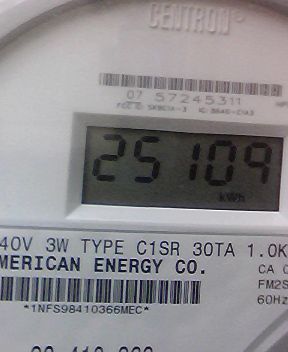 CENTRON®
07 57245311
25109
kWh
40V 3W TYPE C1SR 30TA 1.0K
MERICAN ENERGY CO.
CA 0
FM2S
60Hz
*1NFS98410366MEC*